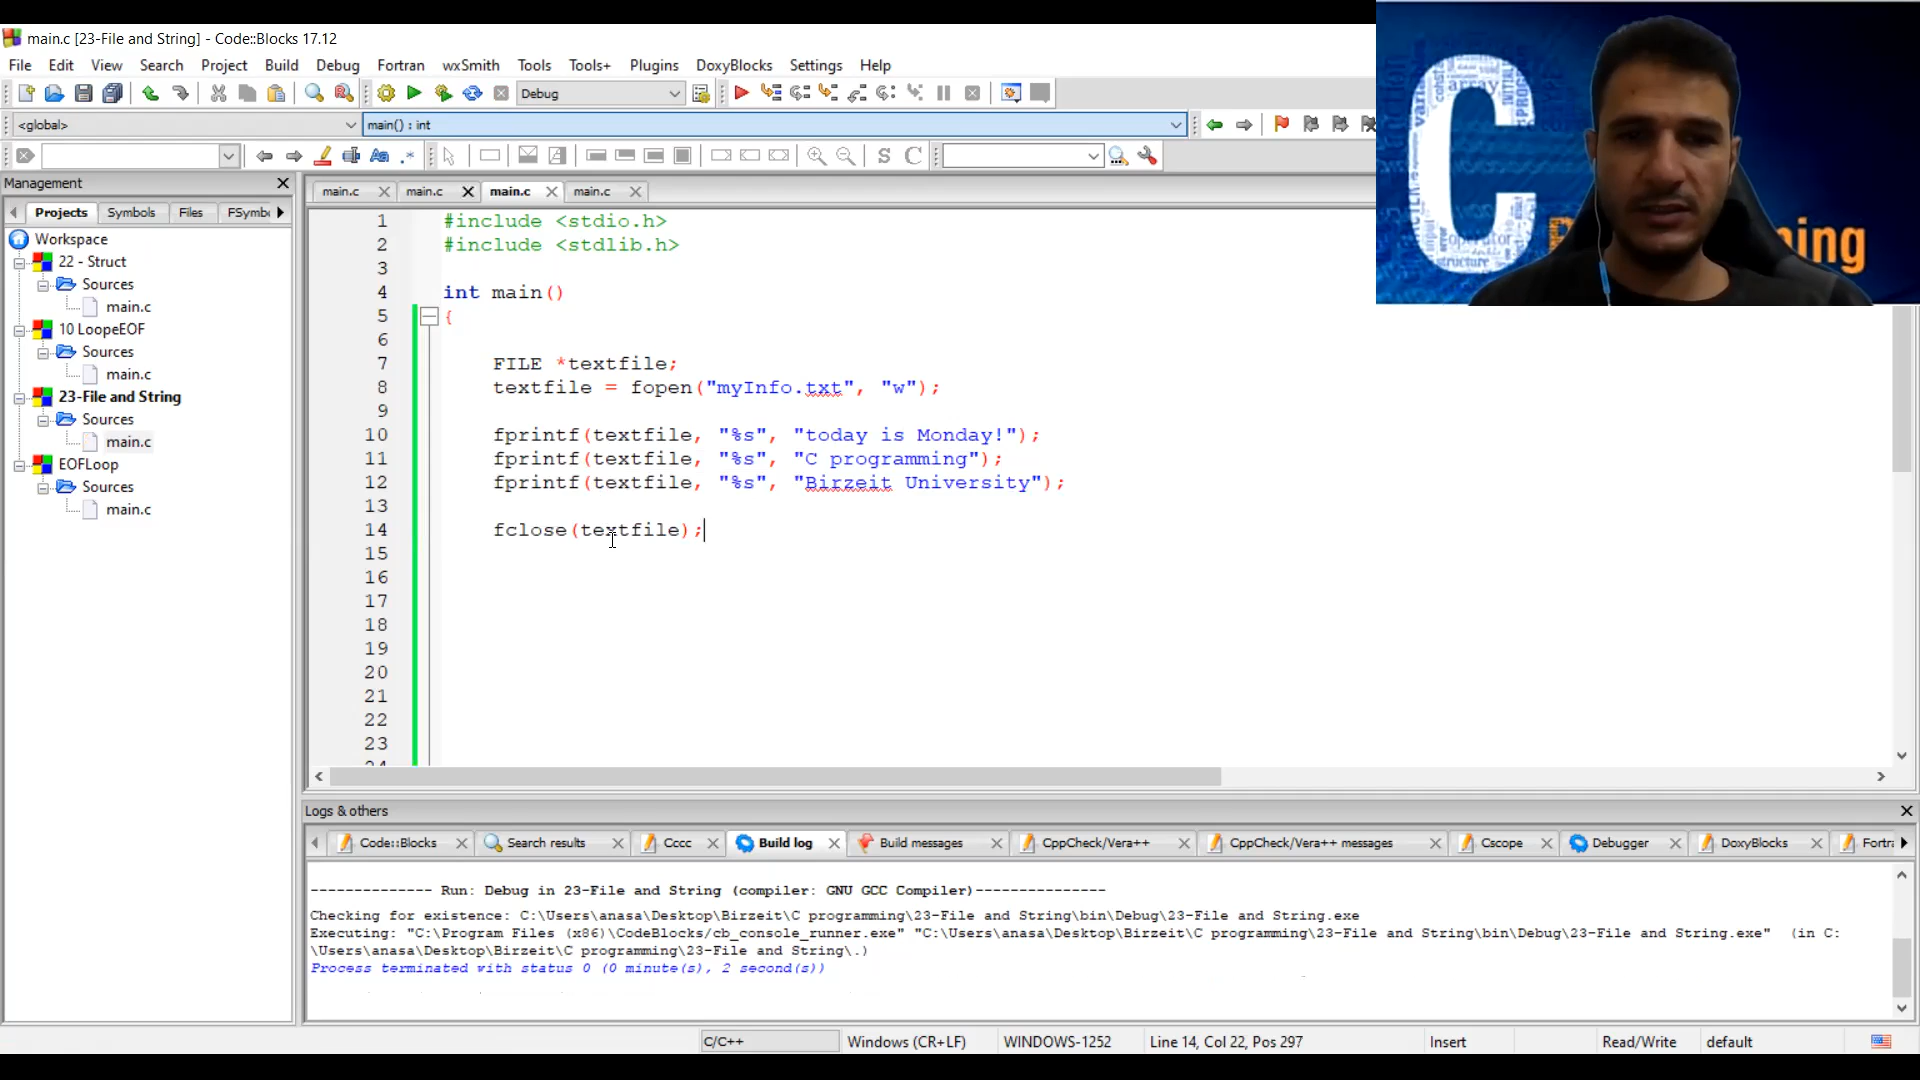 main.c [23-File and String] - Code::Blocks 17.12
File Edit View Search Project Build Debug Fortran wxSmith Tools Tools+ Plugins DoxyBlocks Settings Help
Debug
<global> main() : int
Management
Projects Symbols Files FSymbo
Workspace
22 - Struct
Sources
main.c
10 LoopeEOF
Sources
main.c
23-File and String
Sources
main.c
EOFLoop
Sources
main.c
main.c main.c main.c main.c
1 #include <stdio.h>
2 #include <stdlib.h>
3
4 int main()
5 {
6
7 FILE *textfile;
8 textfile = fopen("myInfo.txt", "w");
9
10 fprintf(textfile, "%s", "today is Monday!");
11 fprintf(textfile, "%s", "C programming");
12 fprintf(textfile, "%s", "Birzeit University");
13
14 fclose(textfile);
15
16
17
18
19
20
21
22
23
24
Logs & others
Code::Blocks Search results Cccc Build log Build messages CppCheck/Vera++ CppCheck/Vera++ messages Cscope Debugger DoxyBlocks Fortra
-------------- Run: Debug in 23-File and String (compiler: GNU GCC Compiler)---------------
Checking for existence: C:\Users\anasa\Desktop\Birzeit\C programming\23-File and String\bin\Debug\23-File and String.exe
Executing: "C:\Program Files (x86)\CodeBlocks/cb_console_runner.exe" "C:\Users\anasa\Desktop\Birzeit\C programming\23-File and String\bin\Debug\23-File and String.exe" (in C:
\Users\anasa\Desktop\Birzeit\C programming\23-File and String\.)
Process terminated with status 0 (0 minute(s), 2 second(s))
C/C++ Windows (CR+LF) WINDOWS-1252 Line 14, Col 22, Pos 297 Insert Read/Write default